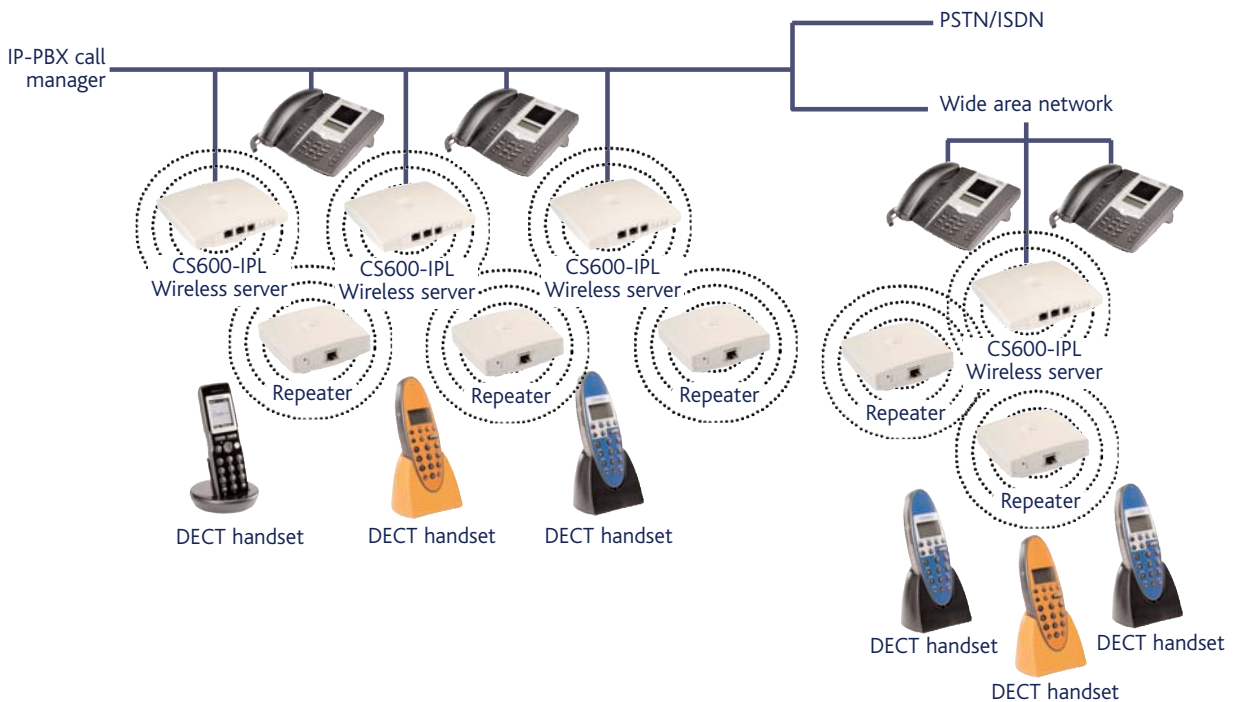 PSTN/ISDN
IP-PBX call
manager
Wide area network
CS600-IPL
Wireless server
CS600-IPL
Wireless server
CS600-IPL
Wireless server
CS600-IPL
Wireless server
Repeater
Repeater
Repeater
Repeater
Repeater
DECT handset
DECT handset
DECT handset
DECT handset
DECT handset
DECT handset